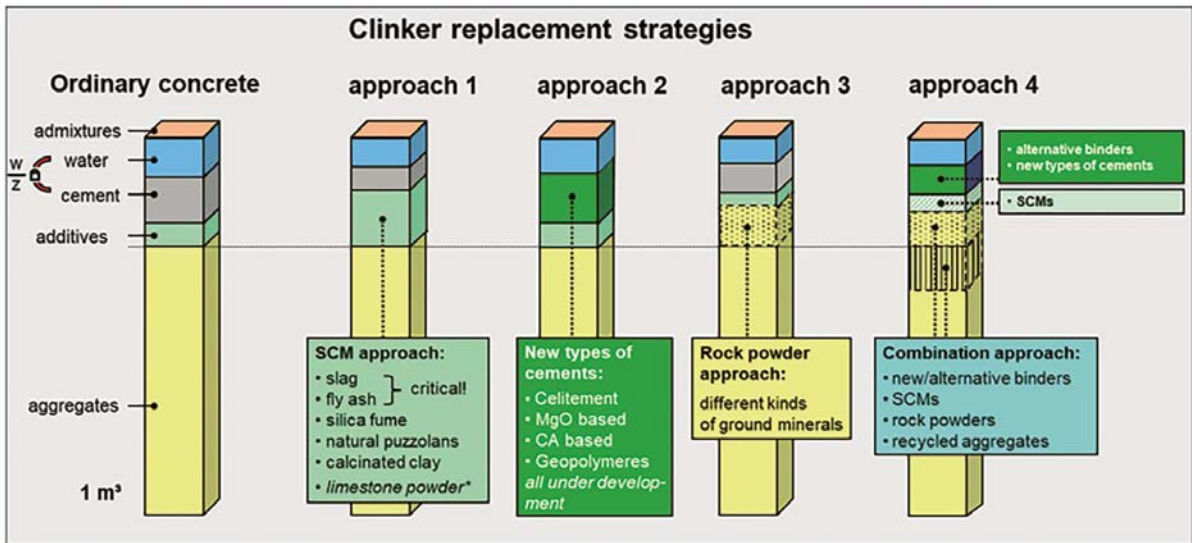 Clinker replacement strategies
Ordinary concrete
approach 1
approach 2
approach 3
approach 4
admixtures
water
W
Z
cement
additives
aggregates
1 m³
SCM approach:
• slag
• fly ash
critical!
• silica fume
• natural puzzolans
• calcinated clay
• limestone powder*
New types of
cements:
• Celitement
• MgO based
• CA based
• Geopolymeres
all under develop-
ment
Rock powder
approach:
different kinds
of ground minerals
• alternative binders
• new types of cements
• SCMs
Combination approach:
• new/alternative binders
• SCMs
• rock powders
• recycled aggregates